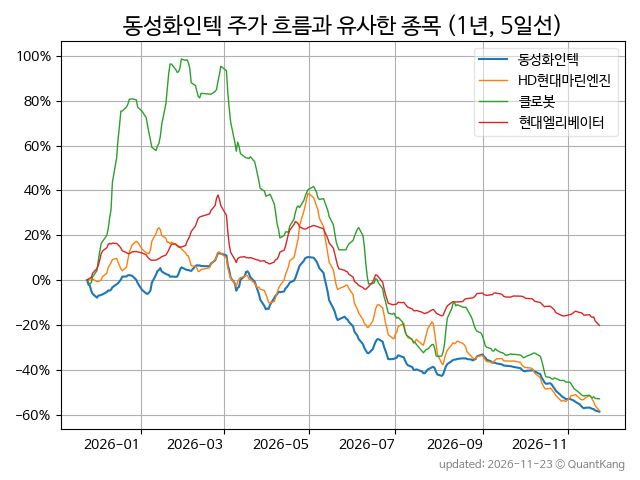 동성화인텍 주가 흐름과 유사한 종목 (1년, 5일선)
동성화인텍
HD현대마린엔진
클로봇
현대엘리베이터
100%
80%
60%
40%
20%
0%
−20%
−40%
−60%
2026-01
2026-03
2026-05
2026-07
2026-09
2026-11
updated: 2026-11-23 © QuantKang